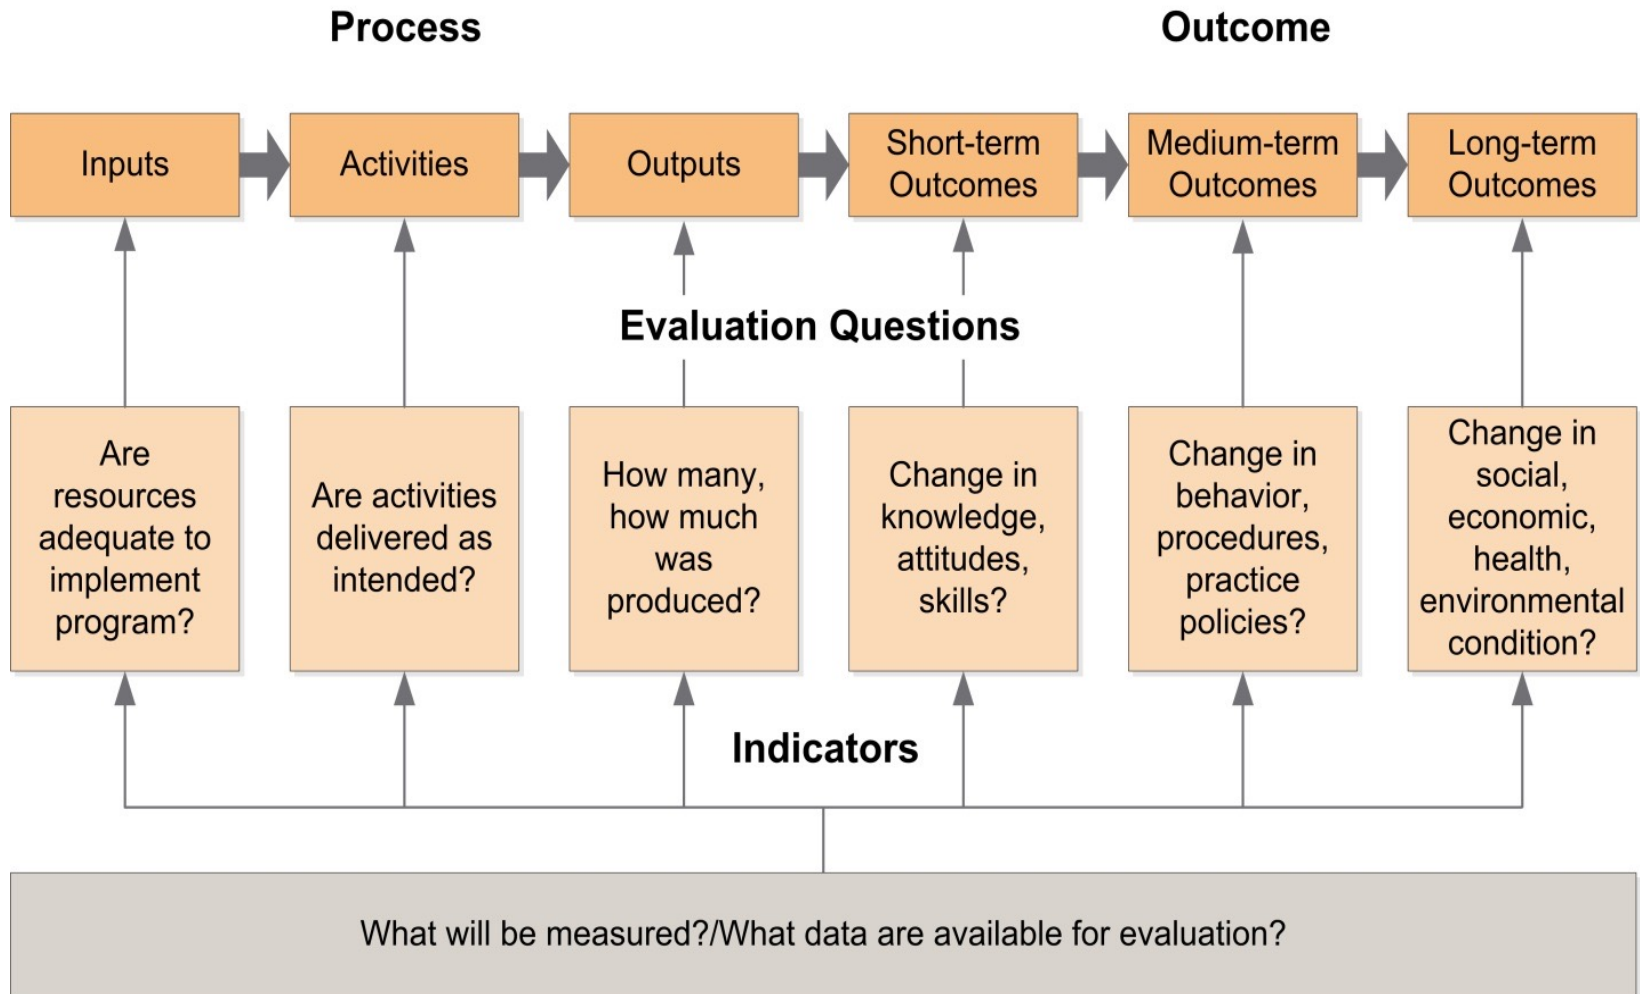 Process
Outcome
Inputs
Activities
Outputs
Short-term
Outcomes
Medium-term
Outcomes
Long-term
Outcomes
Evaluation Questions
Are
resources
adequate to
implement
program?
Are activities
delivered as
intended?
How many,
how much
was
produced?
Change in
knowledge,
attitudes,
skills?
Change in
behavior,
procedures,
practice
policies?
Change in
social,
economic,
health,
environmental
condition?
Indicators
What will be measured?/What data are available for evaluation?